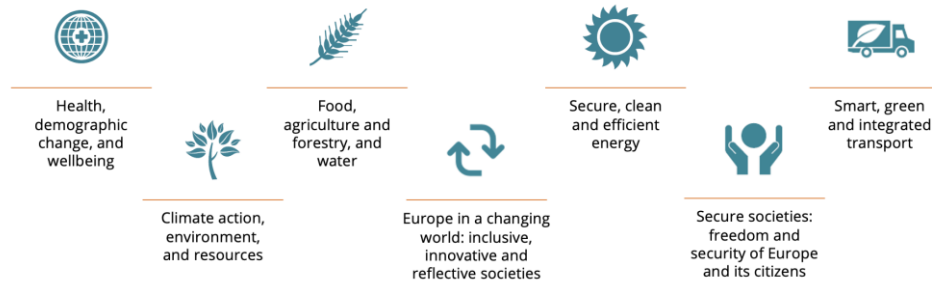 Health,
demographic
change, and
wellbeing
Climate action,
environment,
and resources
Food,
agriculture and
forestry, and
water
Europe in a changing
world: inclusive,
innovative and
reflective societies
Secure, clean
and efficient
energy
Secure societies:
freedom and
security of Europe
and its citizens
Smart, green
and integrated
transport